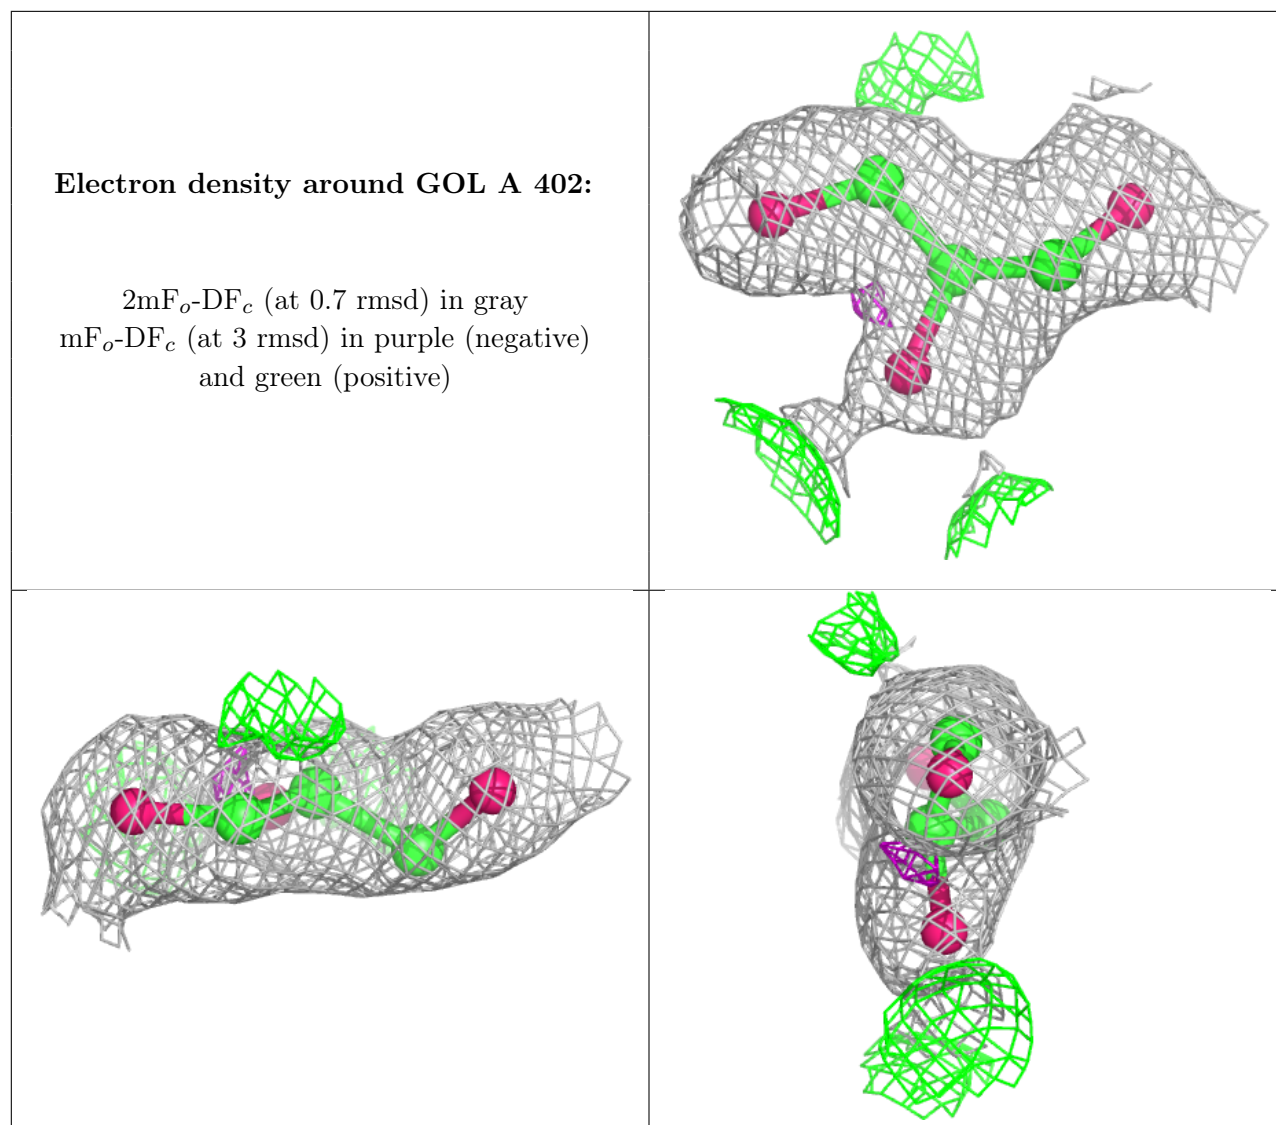 Electron density around GOL A 402:
2mFo-DFc (at 0.7 rmsd) in gray
mFo-DFc (at 3 rmsd) in purple (negative)
and green (positive)